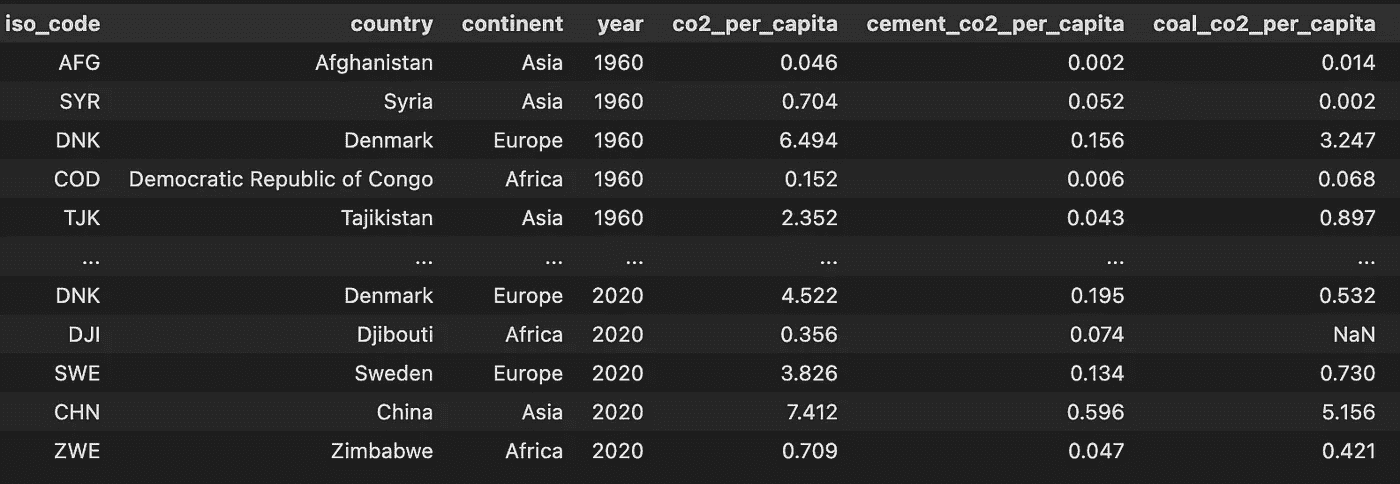 iso_code country continent year co2_per_capita cement_co2_per_capita coal_co2_per_capita
AFG Afghanistan Asia 1960 0.046 0.002 0.014
SYR Syria Asia 1960 0.704 0.052 0.002
DNK Denmark Europe 1960 6.494 0.156 3.247
COD Democratic Republic of Congo Africa 1960 0.152 0.006 0.068
TJK Tajikistan Asia 1960 2.352 0.043 0.897
... ... ... ... ... ... ...
DNK Denmark Europe 2020 4.522 0.195 0.532
DJI Djibouti Africa 2020 0.356 0.074 NaN
SWE Sweden Europe 2020 3.826 0.134 0.730
CHN China Asia 2020 7.412 0.596 5.156
ZWE Zimbabwe Africa 2020 0.709 0.047 0.421